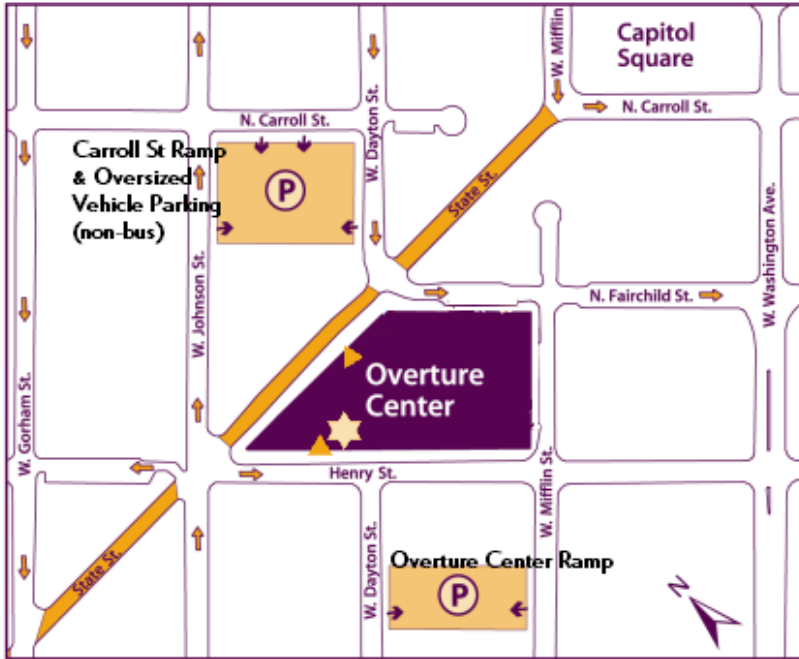 W. Mifflin
Capitol
Square
W. Dayton St.
N. Carroll St.
N. Carroll St.
Carroll St Ramp
& Oversized
Vehicle Parking
(non-bus)
P
State St.
W. Washington Ave.
W. Johnson St.
N. Fairchild St.
Overture
Center
W. Gorham St.
Henry St.
W. Mifflin St.
State St.
W. Dayton St.
Overture Center Ramp
P
N